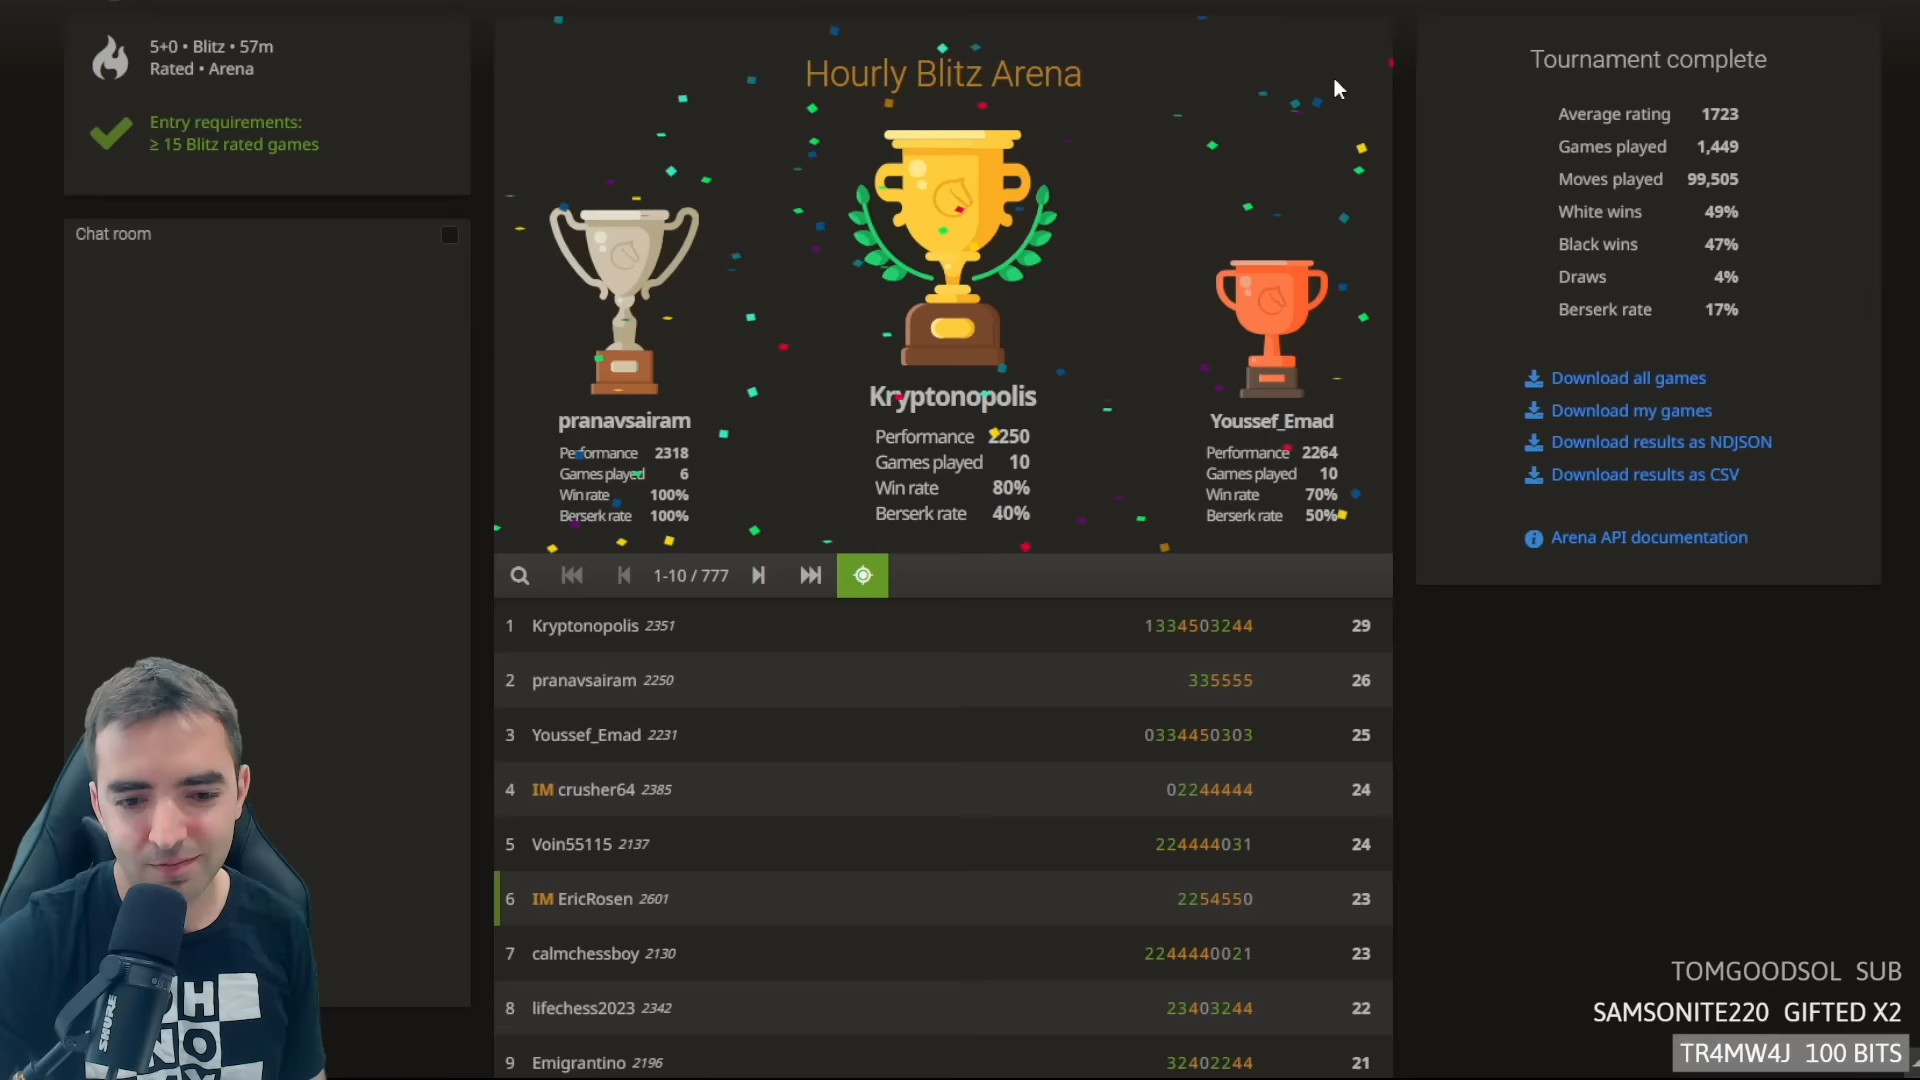 5+0 • Blitz • 57m
Rated • Arena
Entry requirements:
≥ 15 Blitz rated games
Chat room
Hourly Blitz Arena
pranavsairam
Performance 2318
Games played 6
Win rate 100%
Berserk rate 100%
Kryptonopolis
Performance 2250
Games played 10
Win rate 80%
Berserk rate 40%
Youssef_Emad
Performance 2264
Games played 10
Win rate 70%
Berserk rate 50%
1-10 / 777
1 Kryptonopolis 2351 1334503244 29
2 pranavsairam 2250 335555 26
3 Youssef_Emad 2231 0334450303 25
4 IM crusher64 2385 02244444 24
5 Voin55115 2137 224444031 24
6 IM EricRosen 2601 2254550 23
7 calmchessboy 2130 2244440021 23
8 lifechess2023 2342 23403244 22
9 Emigrantino 2196 32402244 21
Tournament complete
Average rating 1723
Games played 1,449
Moves played 99,505
White wins 49%
Black wins 47%
Draws 4%
Berserk rate 17%
Download all games
Download my games
Download results as NDJSON
Download results as CSV
Arena API documentation
SHURE
TOMGOODSOL SUB
SAMSONITE220 GIFTED X2
TR4MW4J 100 BITS